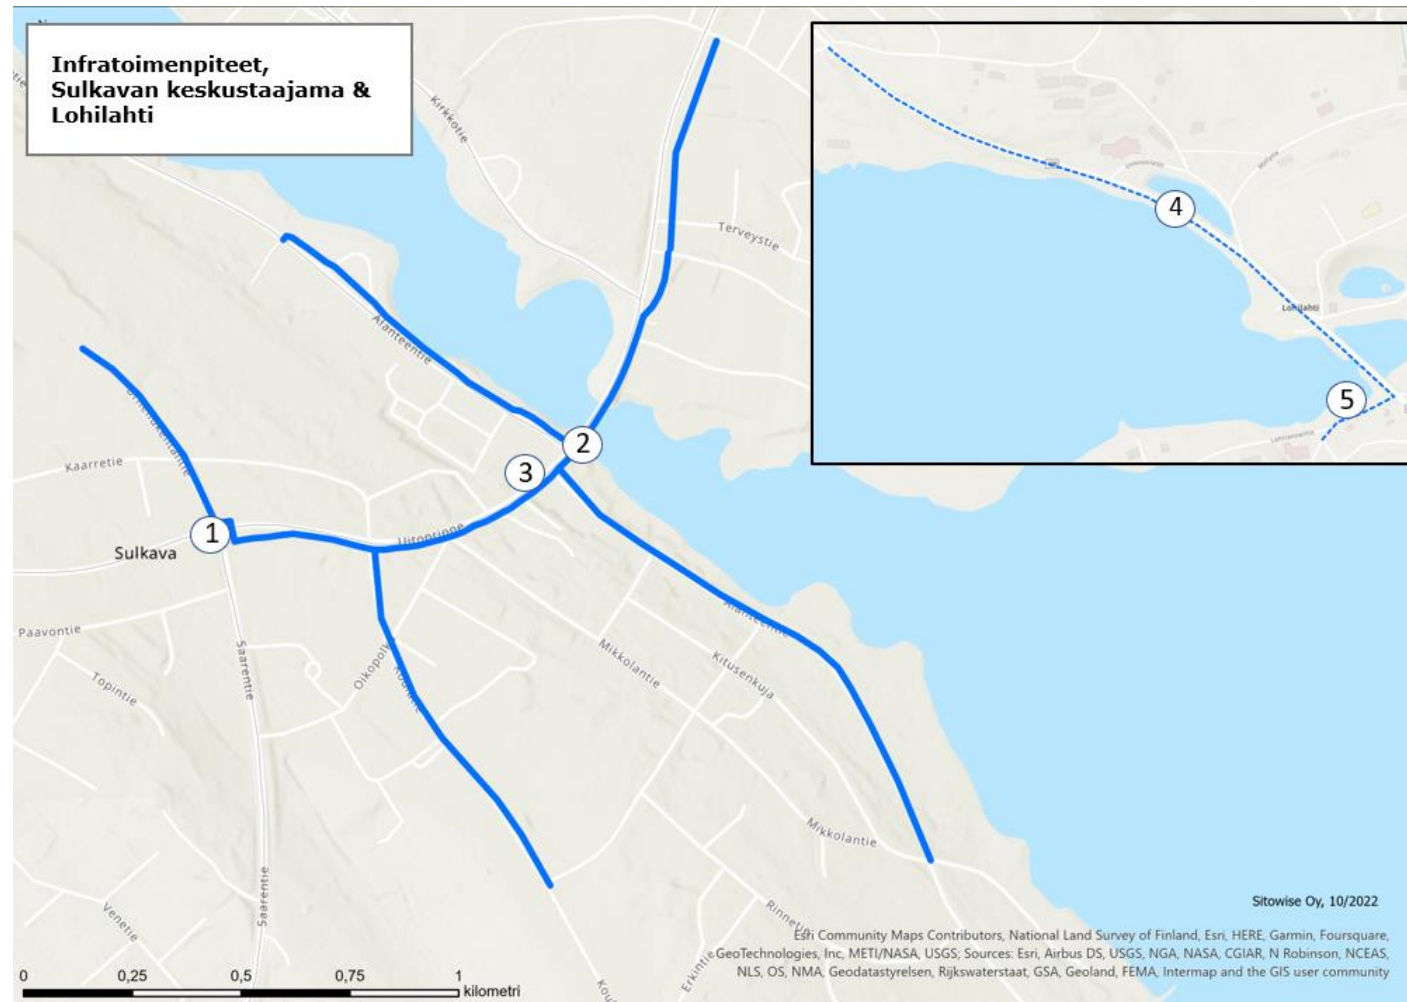 Infratoimenpiteet,
Sulkavan keskustaajama &
Lohilahti
Kirkkotie
Terveystie
Alanteentie
Kaarretie
Uitonrinne
Sulkava
1
2
3
4
5
Lohilahti
Lohirannantie
Paavontie
Topintie
Saarentie
Oikopolku
Koulutie
Mikkolantie
Kitusenkuja
Alanteentie
Mikkolantie
Venetie
Saarentie
Erkintie
Sitowise Oy, 10/2022
Esri Community Maps Contributors, National Land Survey of Finland, Esri, HERE, Garmin, Foursquare,
GeoTechnologies, Inc, METI/NASA, USGS; Sources: Esri, Airbus DS, USGS, NGA, NASA, CGIAR, N Robinson, NCEAS,
NLS, OS, NMA, Geodatastyrelsen, Rijkswaterstaat, GSA, Geoland, FEMA, Intermap and the GIS user community
0 0,25 0,5 0,75 1
kilometri